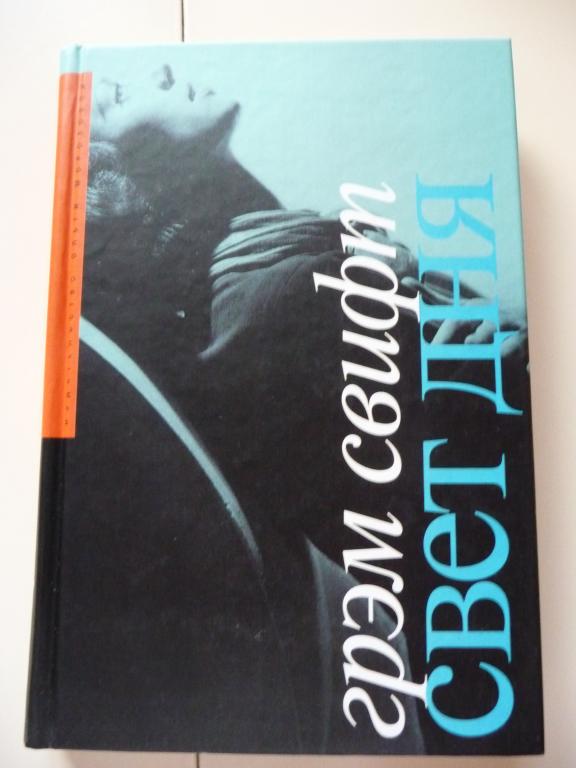 грэм свифт
свет дня